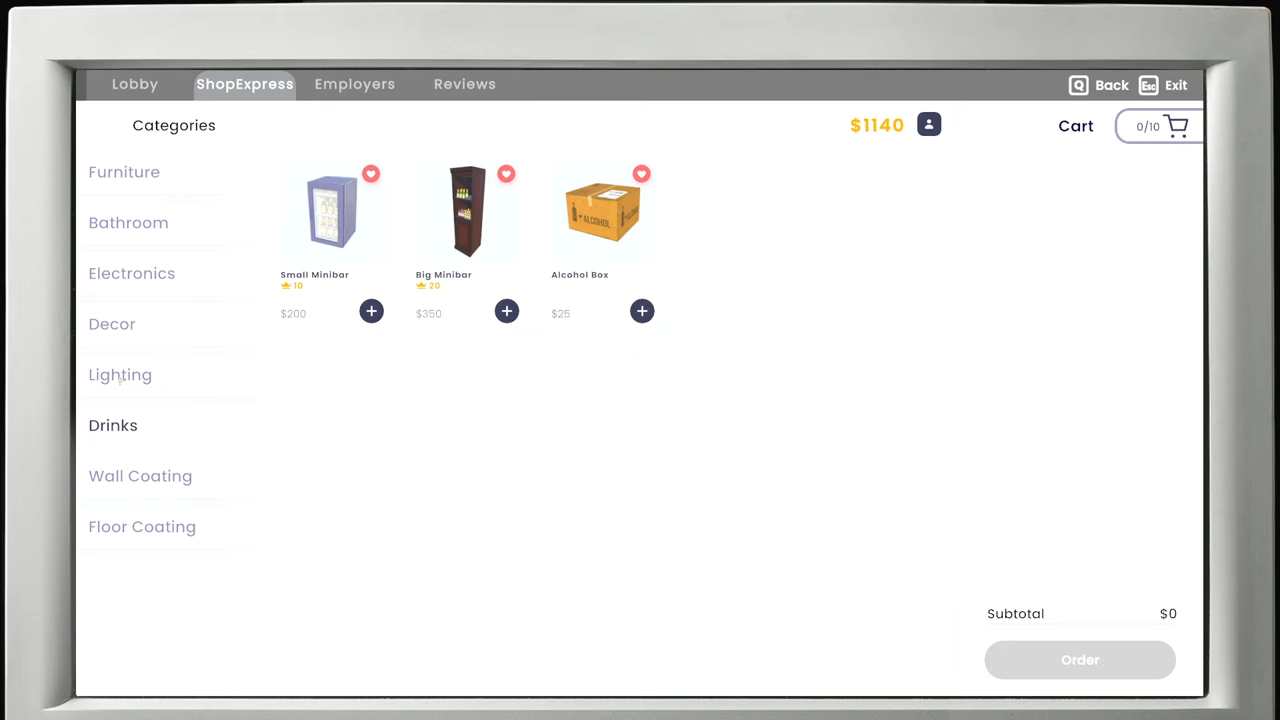 Lobby
ShopExpress
Employers
Reviews
Q Back
Esc Exit
Categories
$1140
Cart
0/10
Furniture
Bathroom
Electronics
Decor
Lighting
Drinks
Wall Coating
Floor Coating
ALCOHOL
Small Minibar
10
$200
Big Minibar
20
$350
Alcohol Box
$25
Subtotal
$0
Order